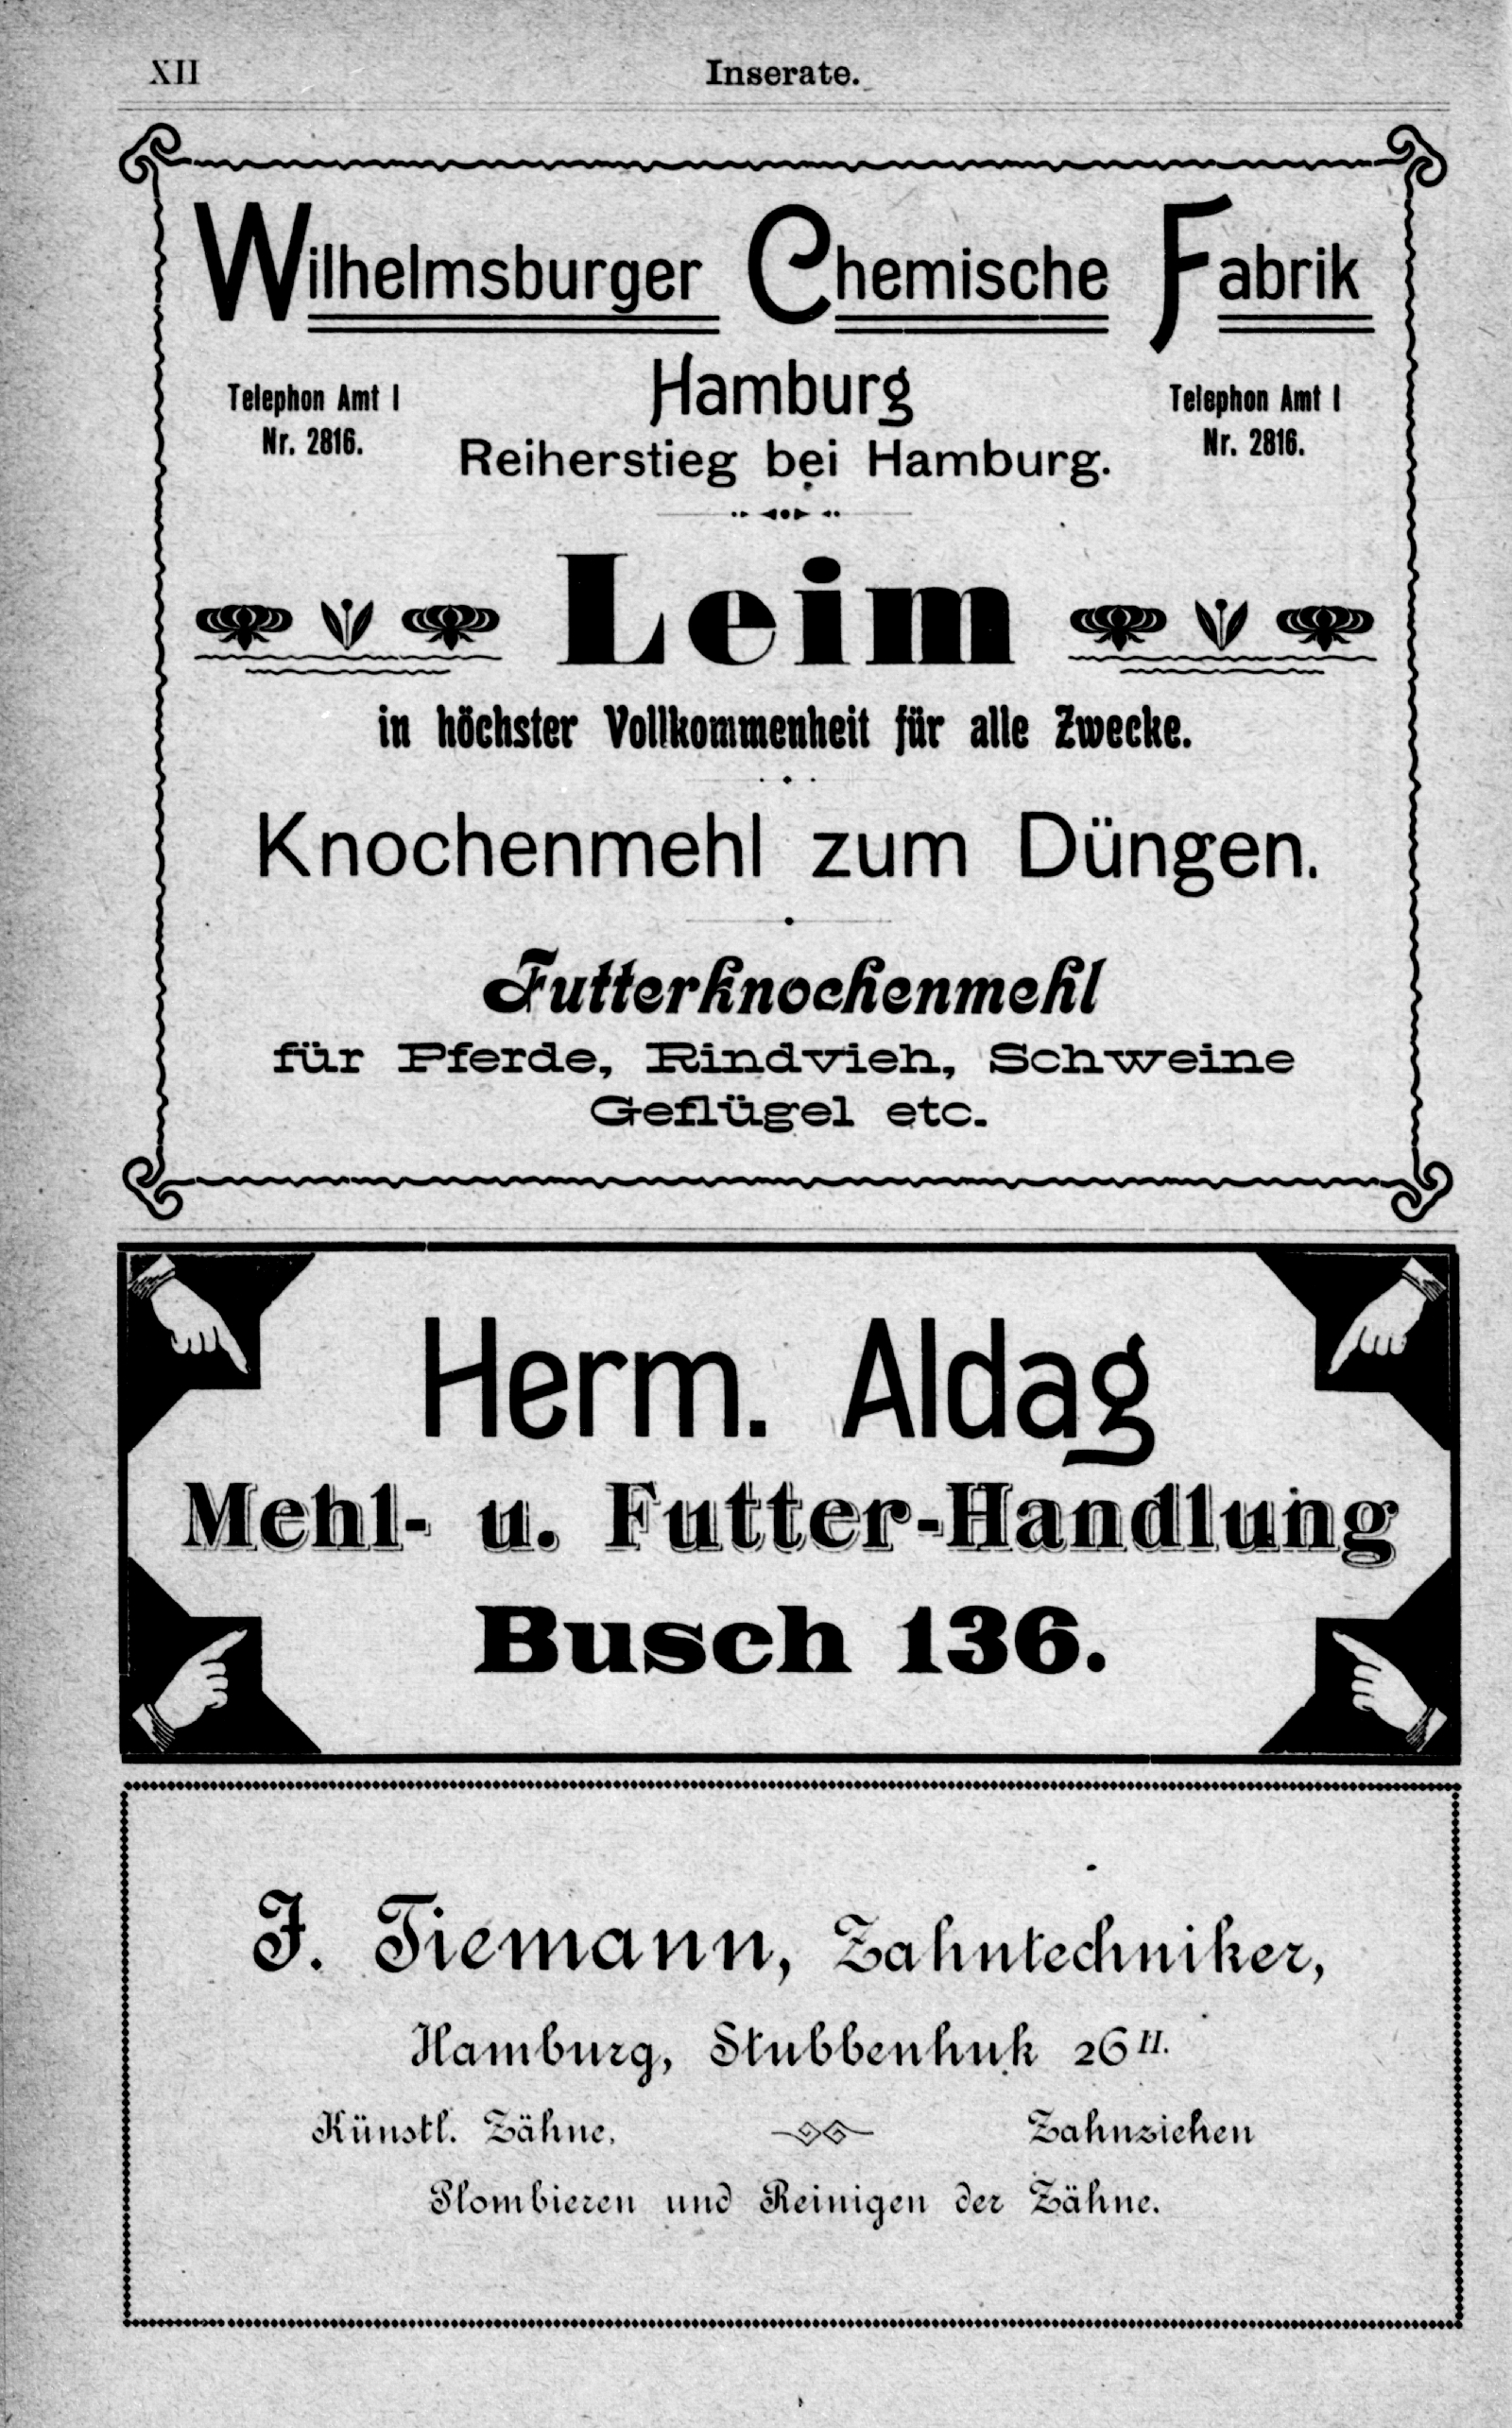 XII Inserate.
Wilhelmsburger Chemische Fabrik
Hamburg
Telephon Amt I
Nr. 2816.
Reiherstieg bei Hamburg.
Telephon Amt I
Nr. 2816.
Leim
in höchster Vollkommenheit für alle Zwecke.
Knochenmehl zum Düngen.
Futterknochenmehl
für Pferde, Rindvieh, Schweine
Geflügel etc.
Herm. Aldag
Mehl- u. Futter-Handlung
Busch 136.
J. Tiemann, Zahntechniker,
Hamburg, Stubbenhuk 26 II.
Künstl. Zähne, Zahnziehen
Plombieren und Reinigen der Zähne.